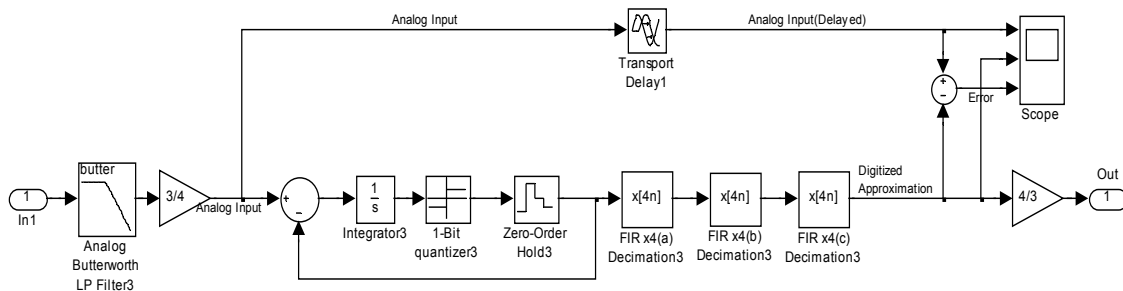 Analog Input
Analog Input(Delayed)
Transport
Delay1
+
−
Error
Scope
1
In1
butter
Analog
Butterworth
LP Filter3
3/4
Analog Input
−
1
s
Integrator3
1-Bit
quantizer3
Zero-Order
Hold3
x[4n]
FIR x4(a)
Decimation3
x[4n]
FIR x4(b)
Decimation3
x[4n]
FIR x4(c)
Decimation3
Digitized
Approximation
4/3
Out
1